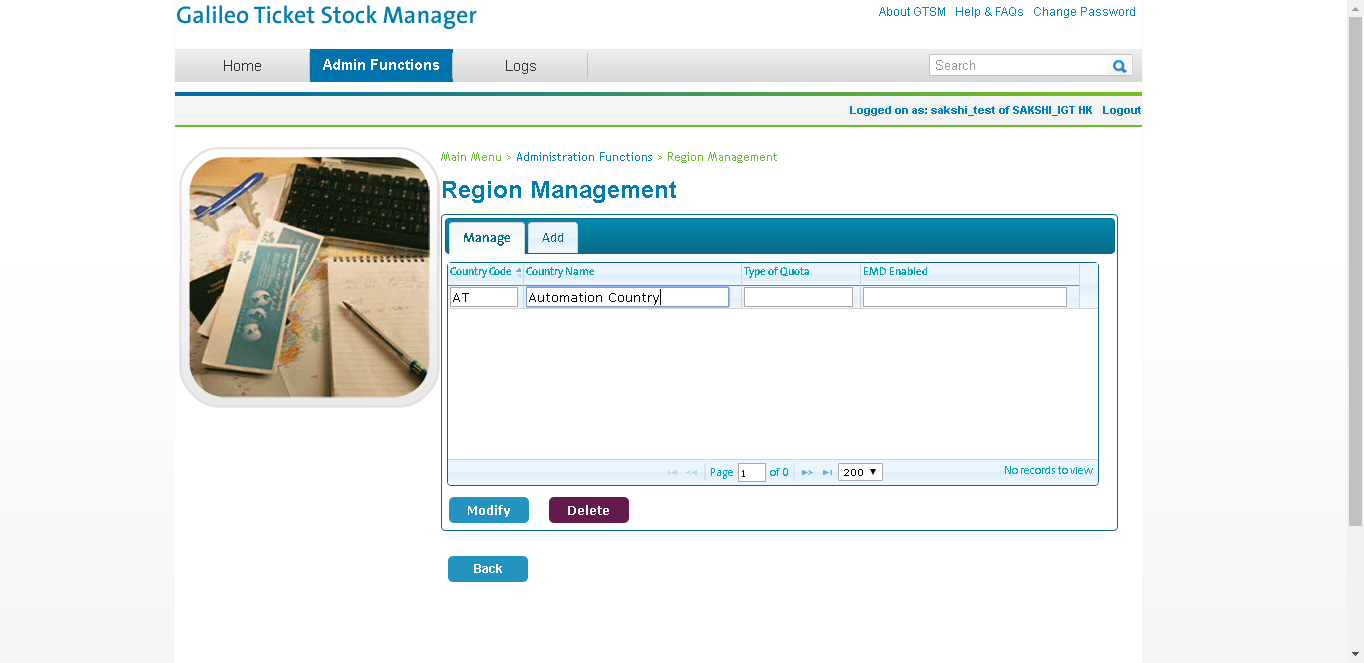 Galileo Ticket Stock Manager
About GTSM Help & FAQs Change Password
Home Admin Functions Logs Search
Logged on as: sakshi_test of SAKSHI_IGT HK Logout
Main Menu > Administration Functions > Region Management
Region Management
Manage Add
Country Code Country Name Type of Quota EMD Enabled
AT Automation Country
Page 1 of 0 200 No records to view
Modify Delete
Back